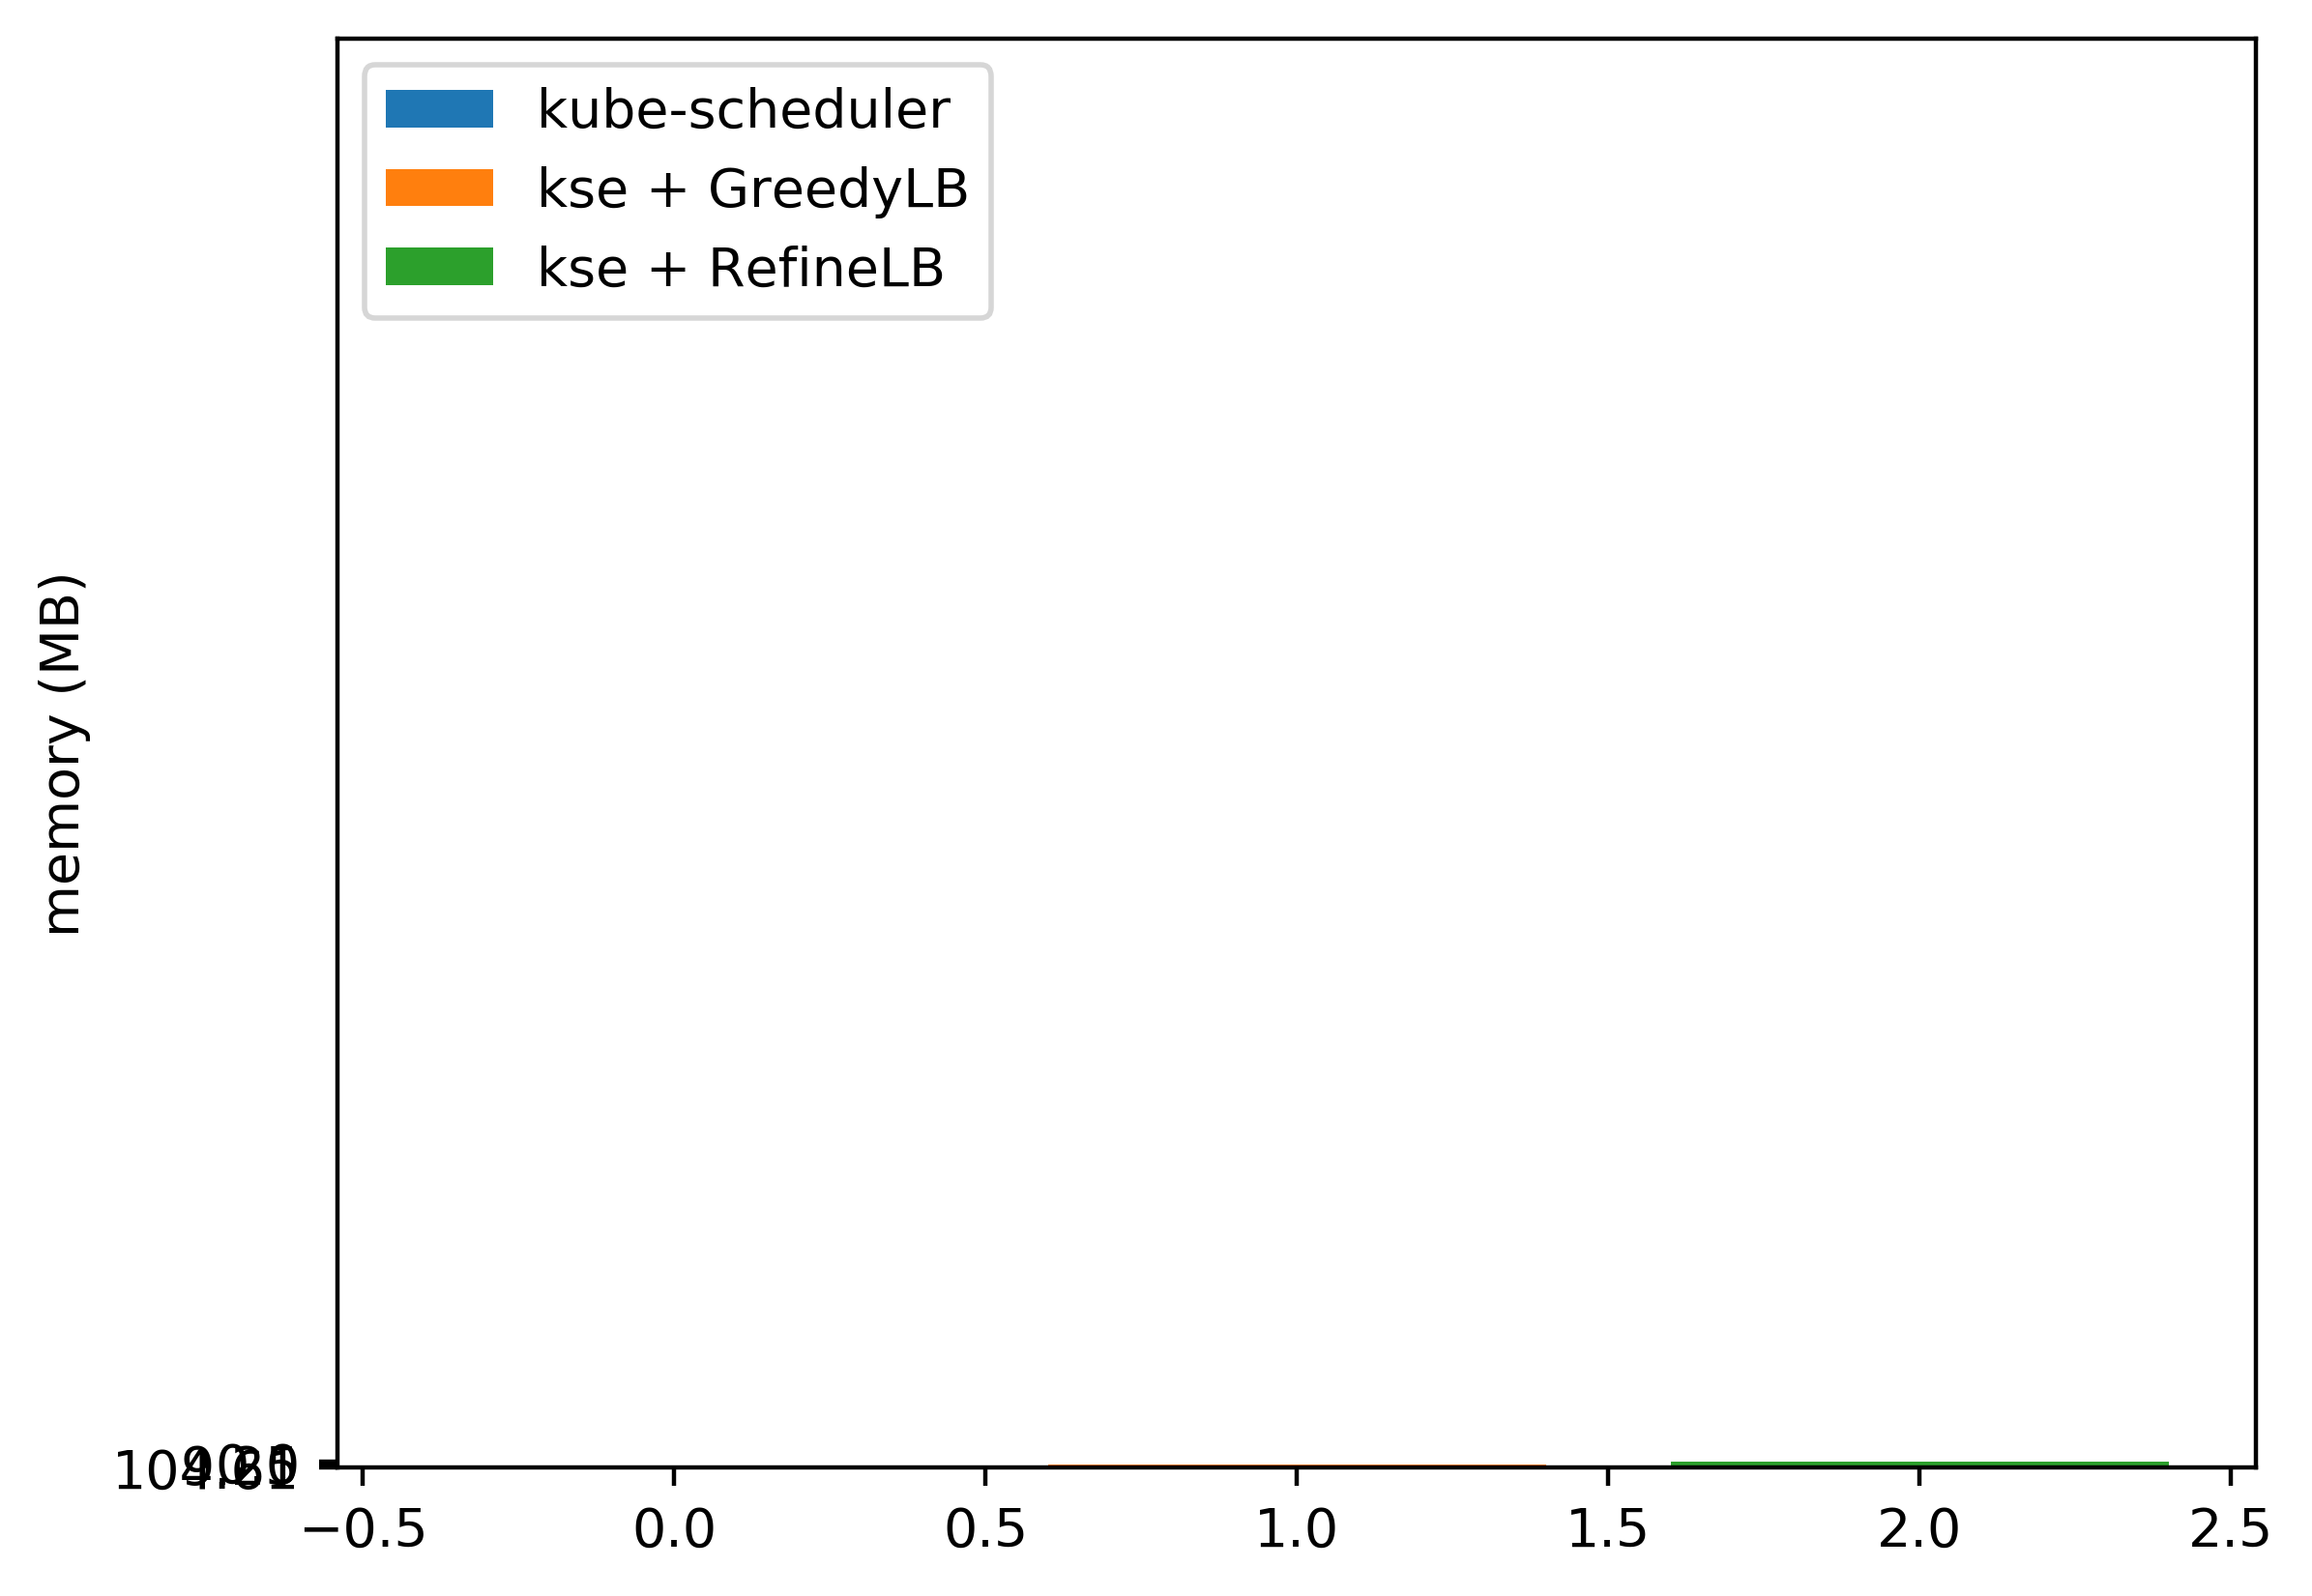 kube-scheduler
kse + GreedyLB
kse + RefineLB
memory (MB)
−0.5 0.0 0.5 1.0 1.5 2.0 2.5